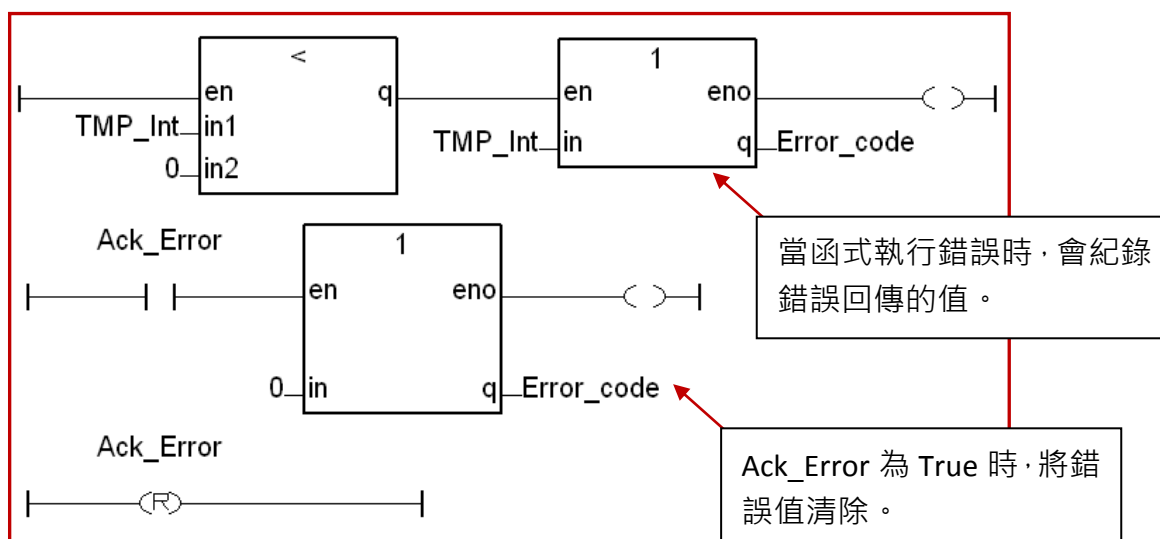 < 1
en q en eno
TMP_Int in1 TMP_Int in q Error_code
0 in2
當函式執行錯誤時，會紀錄
錯誤回傳的值。
Ack_Error
1
en eno
0 in q Error_code
Ack_Error 為 True 時，將錯
誤值清除。
Ack_Error
R